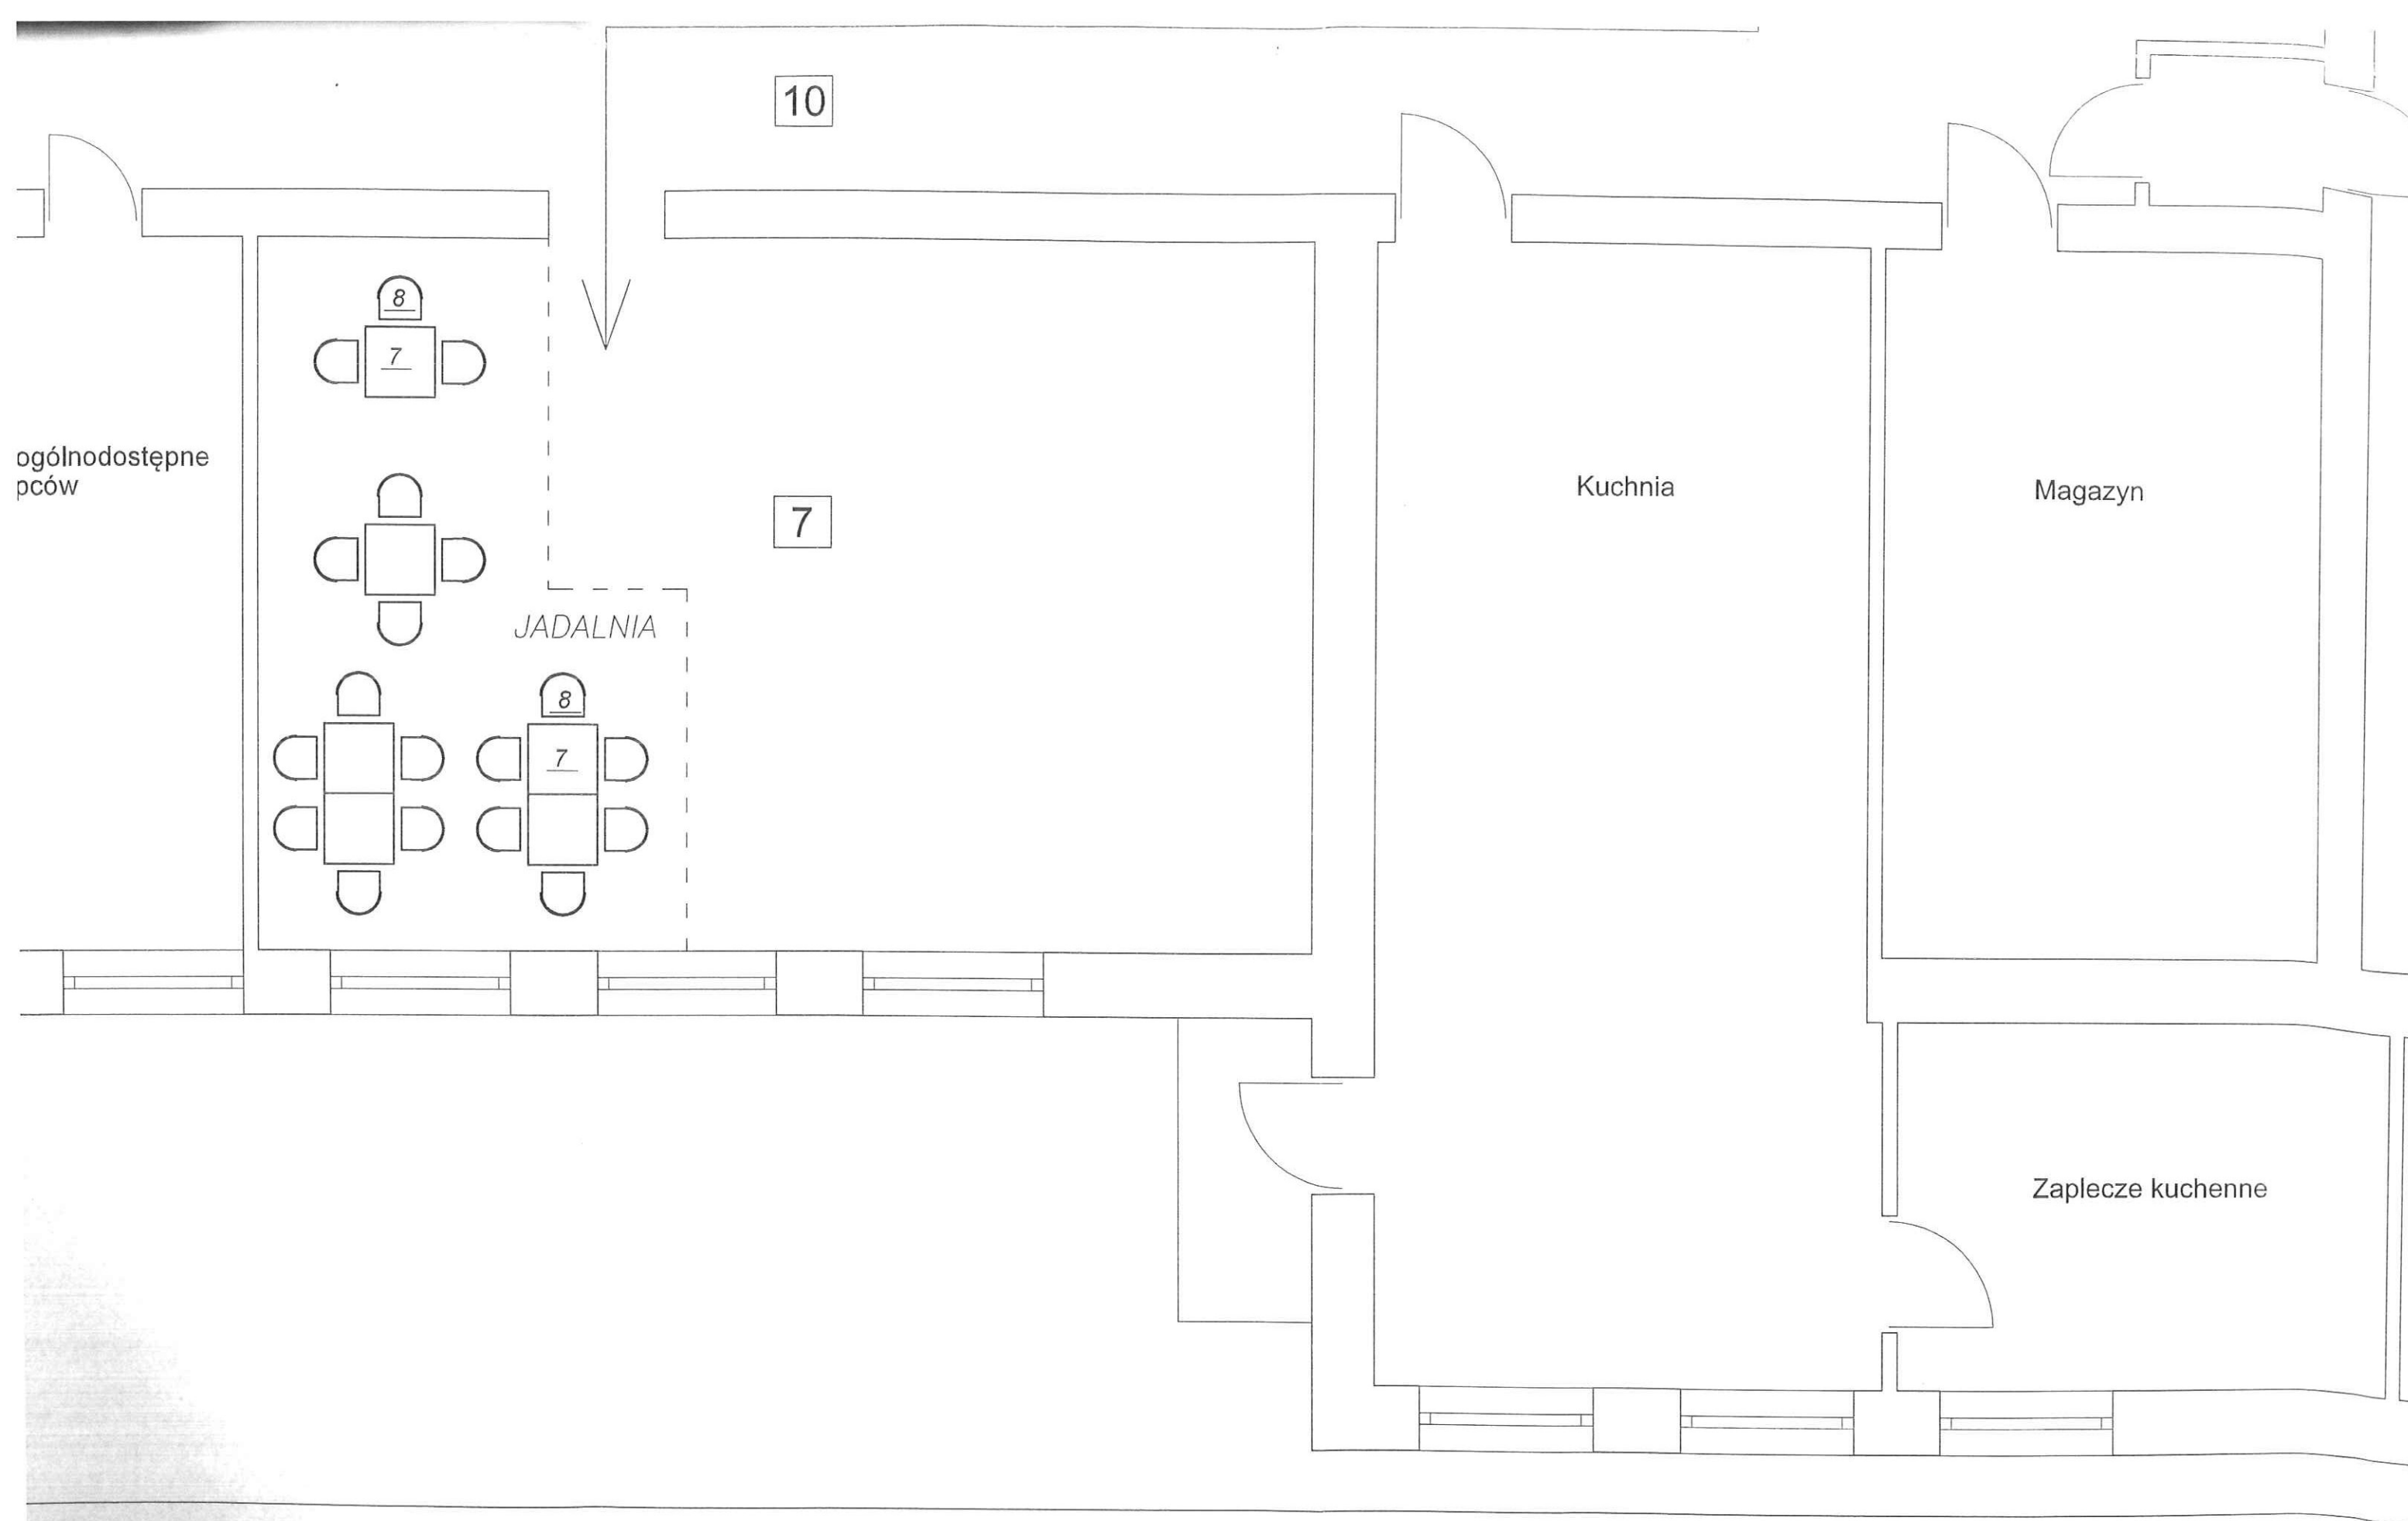 10
8
7
ogólnodostępne
pców
Kuchnia
Magazyn
7
JADALNIA
8
7
Zaplecze kuchenne